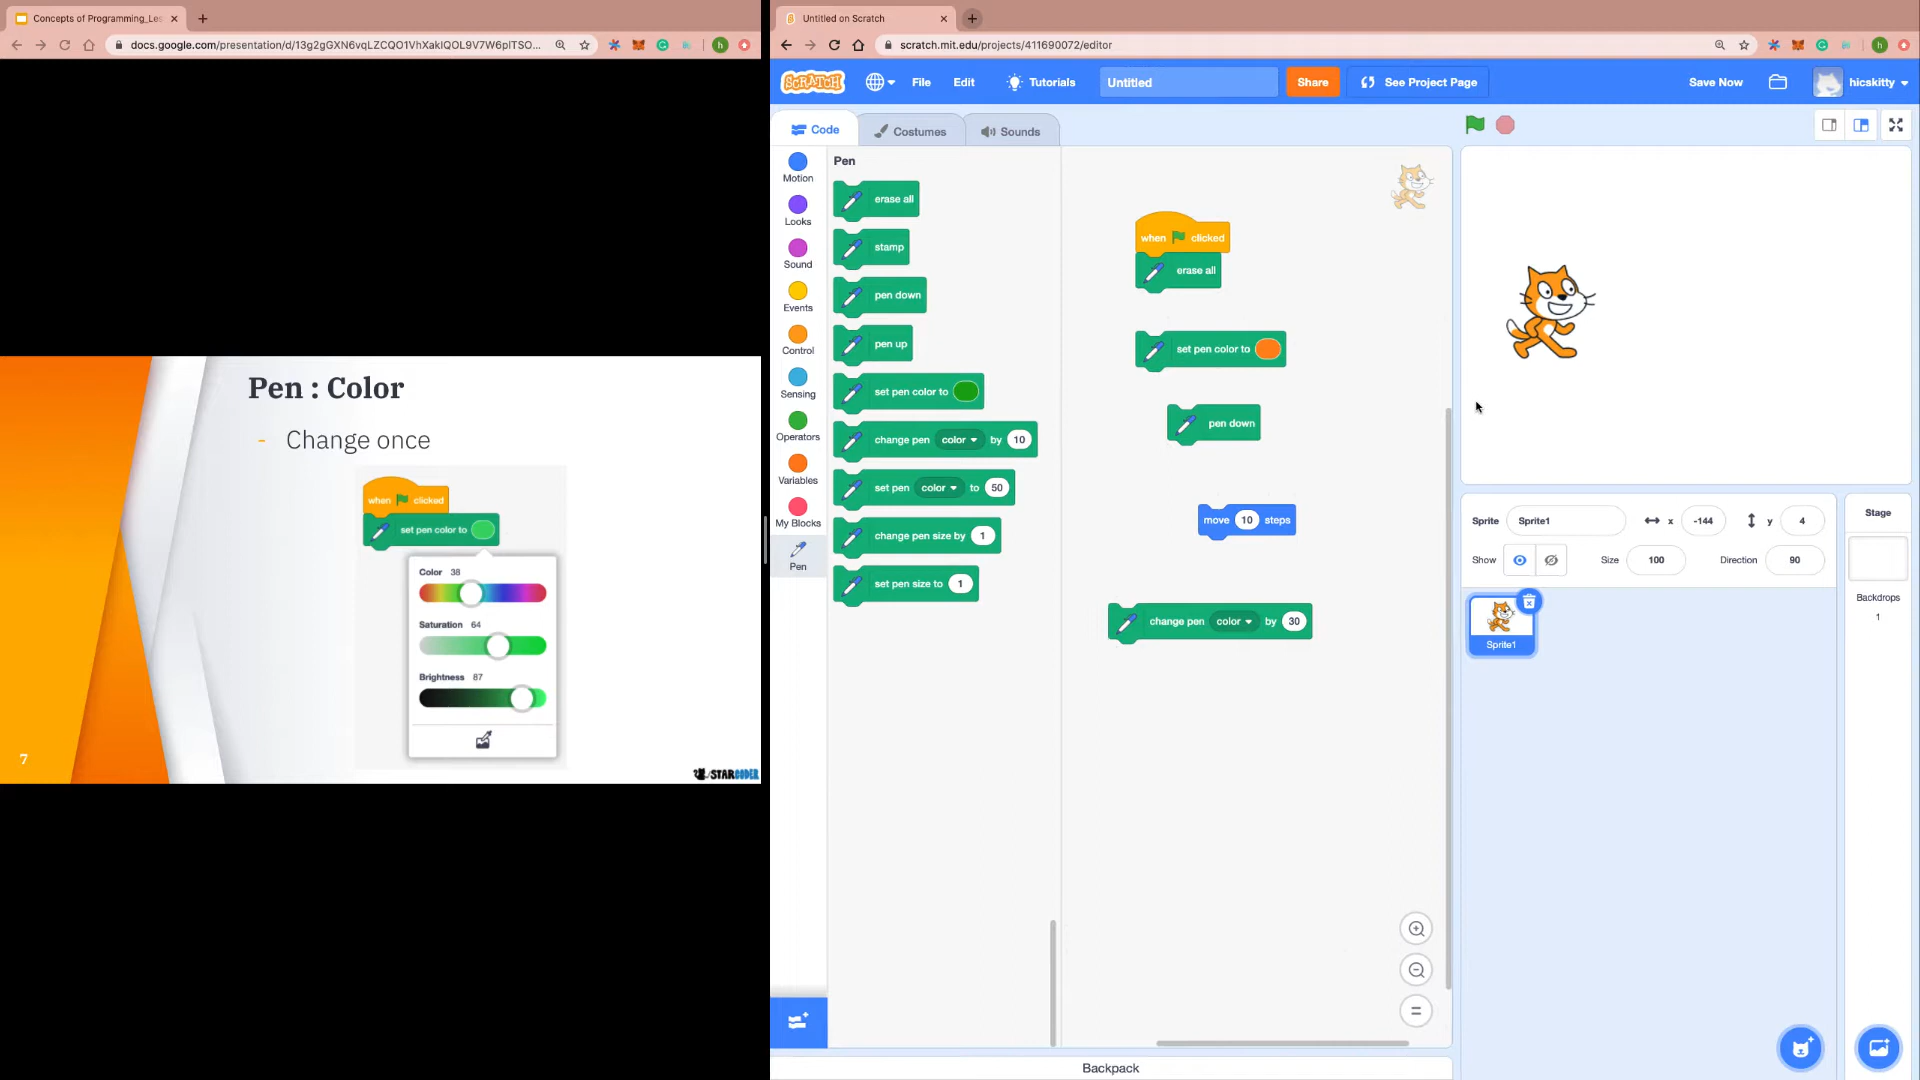 Concepts of Programming_Le
docs.google.com/presentation/d/13g2gGXN6vqLZCQO1VhXaklQOL9V7W6plTSO...
h
Pen : Color
- Change once
when clicked
set pen color to
Color 38
Saturation 64
Brightness 87
7
STARCODER
Untitled on Scratch
scratch.mit.edu/projects/411690072/editor
h
SCRATCH
File
Edit
Tutorials
Untitled
Share
See Project Page
Save Now
hicskitty
Code
Costumes
Sounds
Motion
Looks
Sound
Events
Control
Sensing
Operators
Variables
My Blocks
Pen
Pen
erase all
stamp
pen down
pen up
set pen color to
change pen color by 10
set pen color to 50
change pen size by 1
set pen size to 1
when clicked
erase all
set pen color to
pen down
move 10 steps
change pen color by 30
Sprite
Sprite1
x -144
y 4
Show
Size 100
Direction 90
Sprite1
Stage
Backdrops
1
Backpack